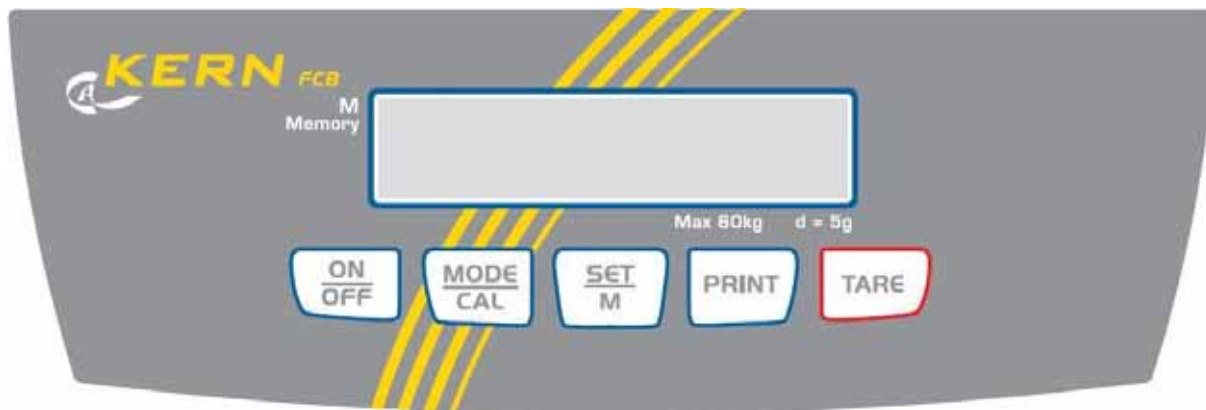 KERN FCB
M
Memory
Max 60kg d = 5g
ON
OFF
MODE
CAL
SET
M
PRINT
TARE